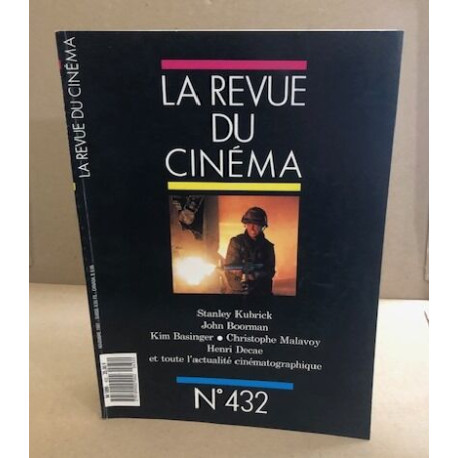 LA REVUE DU CINÉMA
LA REVUE
DU
CINÉMA
Stanley Kubrick
John Boorman
Kim Basinger • Christophe Malavoy
Henri Decae
et toute l'actualité cinématographique
N° 432